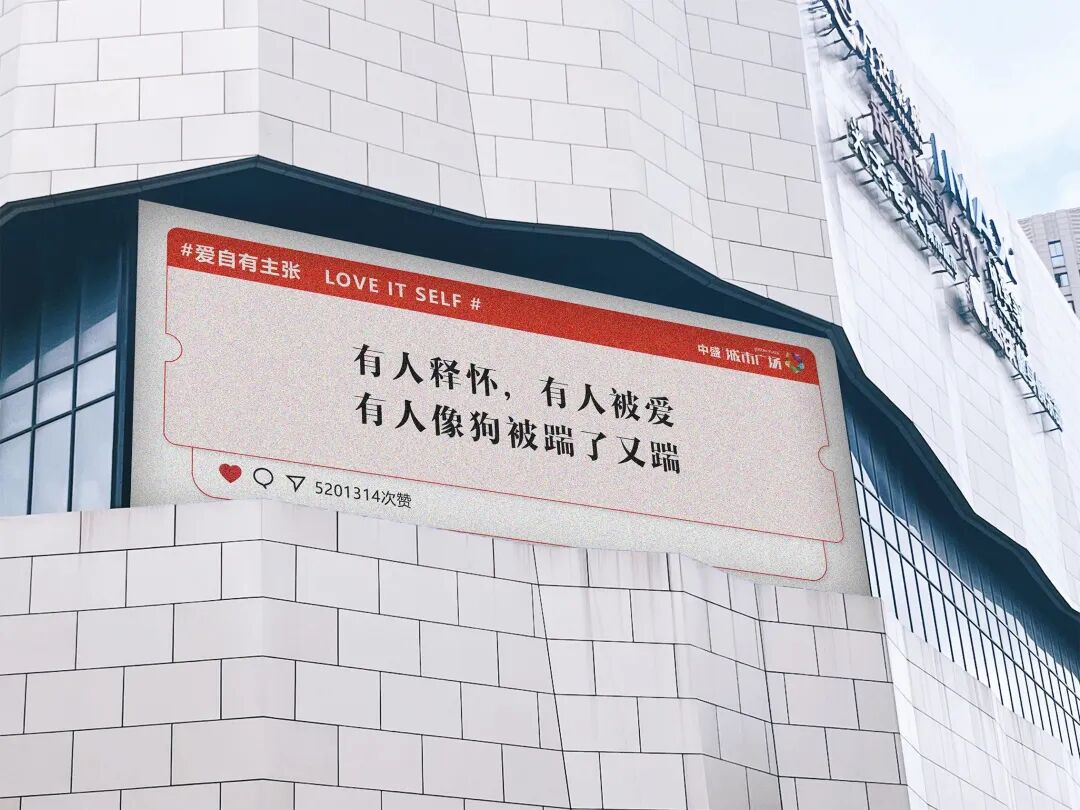 #爱自有主张 LOVE IT SELF #
中盛 城市广场
有人释怀，有人被爱
有人像狗被踹了又踹
5201314次赞
IMAX